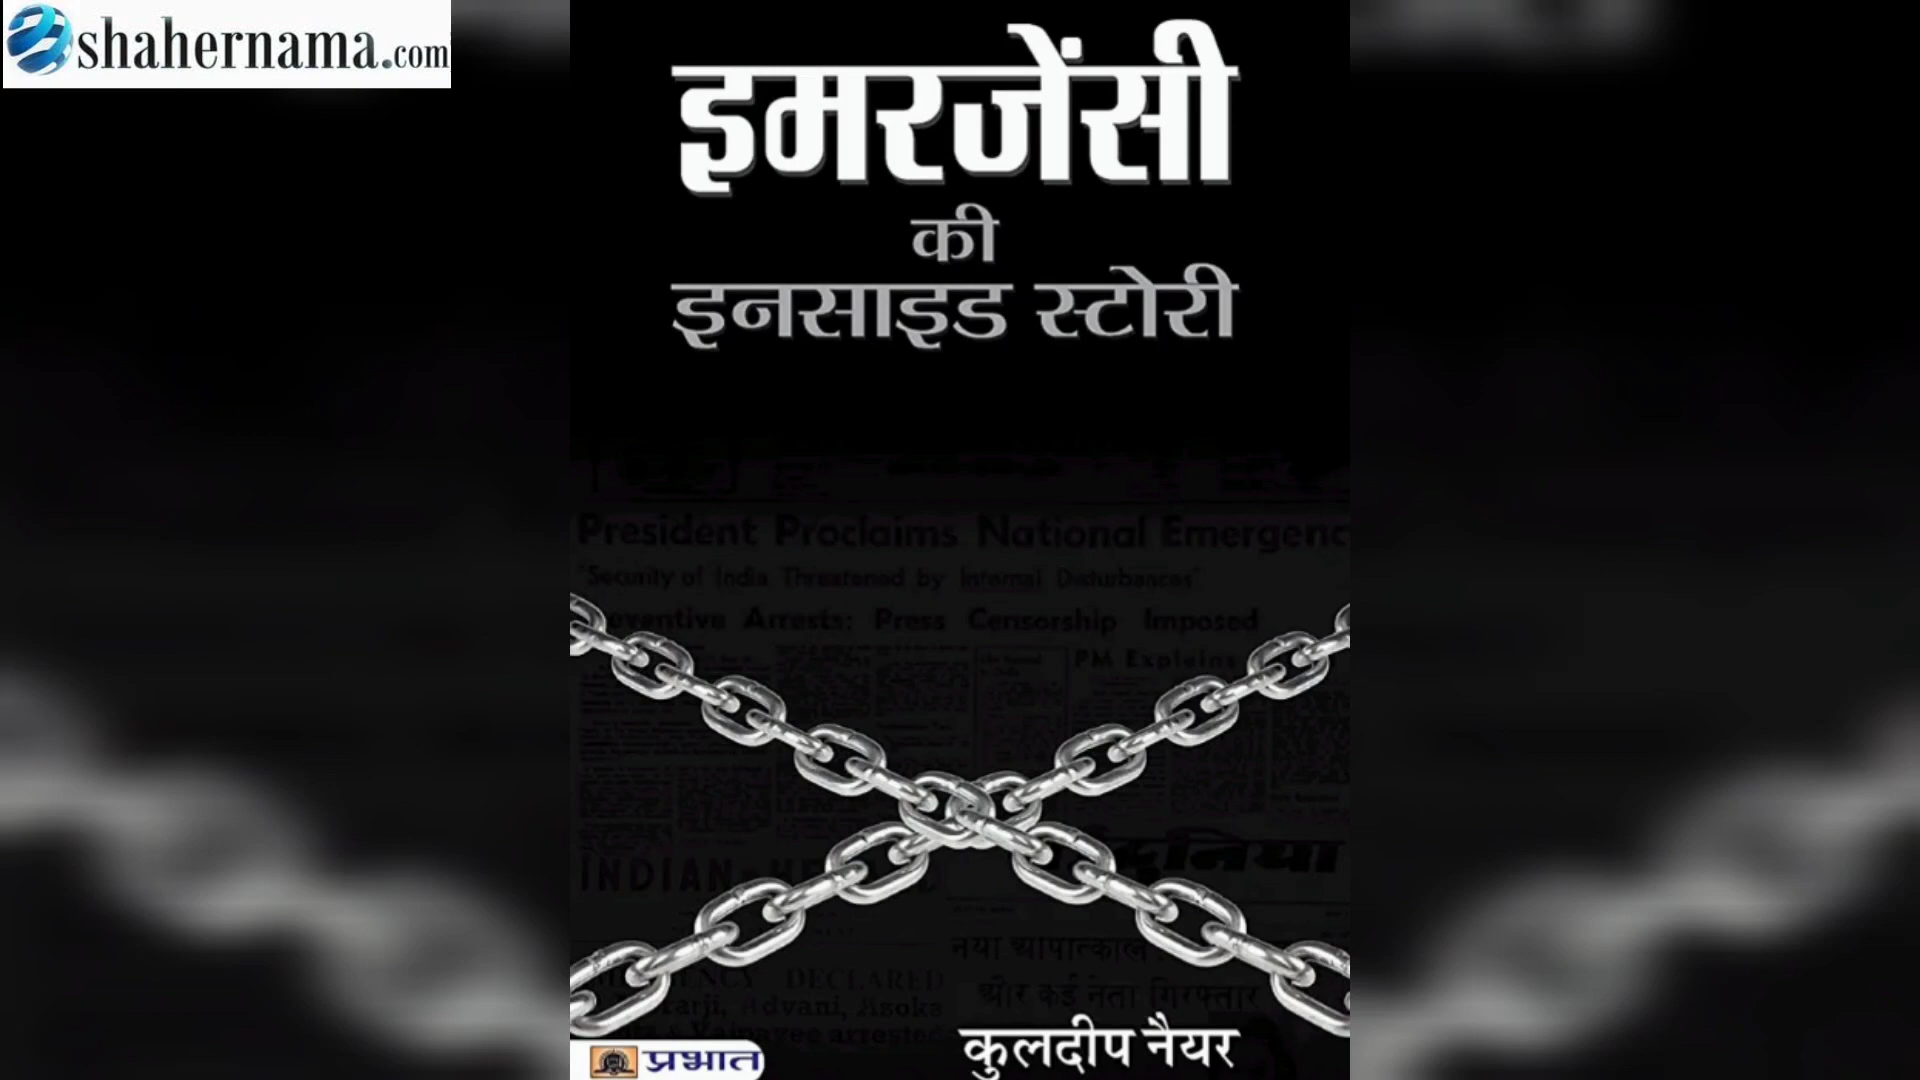 shahernama.com
इमरजेंसी
की
इनसाइड स्टोरी
President Proclaims National Emergenc
"Security of India Threatened by Internal Disturbances"
Arrests: Press Censorship Imposed
PM Explains
INDIAN
दुनिया
नया आपात्काल
और कई नेता गिरफ्तार
DECLARED
Advani, Asoka
Vajpayee arrested
कुलदीप नैयर
प्रभात